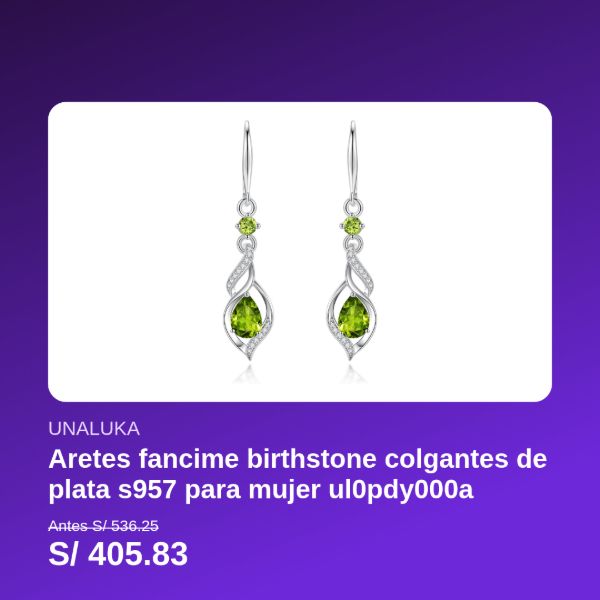 UNALUKA
Aretes fancime birthstone colgantes de
plata s957 para mujer ul0pdy000a
Antes S/ 536.25
S/ 405.83